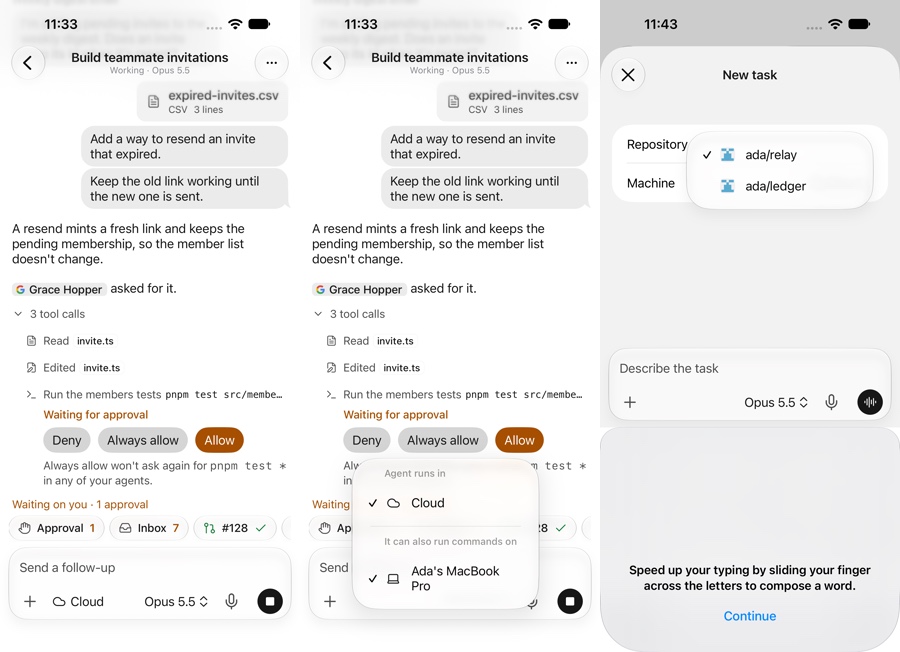 11:33
Build teammate invitations
Working · Opus 5.5
expired-invites.csv
CSV 3 lines
Add a way to resend an invite
that expired.
Keep the old link working until
the new one is sent.
A resend mints a fresh link and keeps the
pending membership, so the member list
doesn't change.
Grace Hopper asked for it.
3 tool calls
Read invite.ts
Edited invite.ts
Run the members tests pnpm test src/membe…
Waiting for approval
Deny
Always allow
Allow
Always allow won't ask again for pnpm test *
in any of your agents.
Waiting on you · 1 approval
Approval 1
Inbox 7
#128
Send a follow-up
Cloud
Opus 5.5
11:33
Build teammate invitations
Working · Opus 5.5
expired-invites.csv
CSV 3 lines
Add a way to resend an invite
that expired.
Keep the old link working until
the new one is sent.
A resend mints a fresh link and keeps the
pending membership, so the member list
doesn't change.
Grace Hopper asked for it.
3 tool calls
Read invite.ts
Edited invite.ts
Run the members tests pnpm test src/membe…
Waiting for approval
Deny
Always allow
Allow
test *
in
Waiting
Agent runs in
Cloud
It can also run commands on
Ada's MacBook
Pro
Send
11:43
New task
Repository
ada/relay
Machine
ada/ledger
Describe the task
Opus 5.5
Speed up your typing by sliding your finger
across the letters to compose a word.
Continue